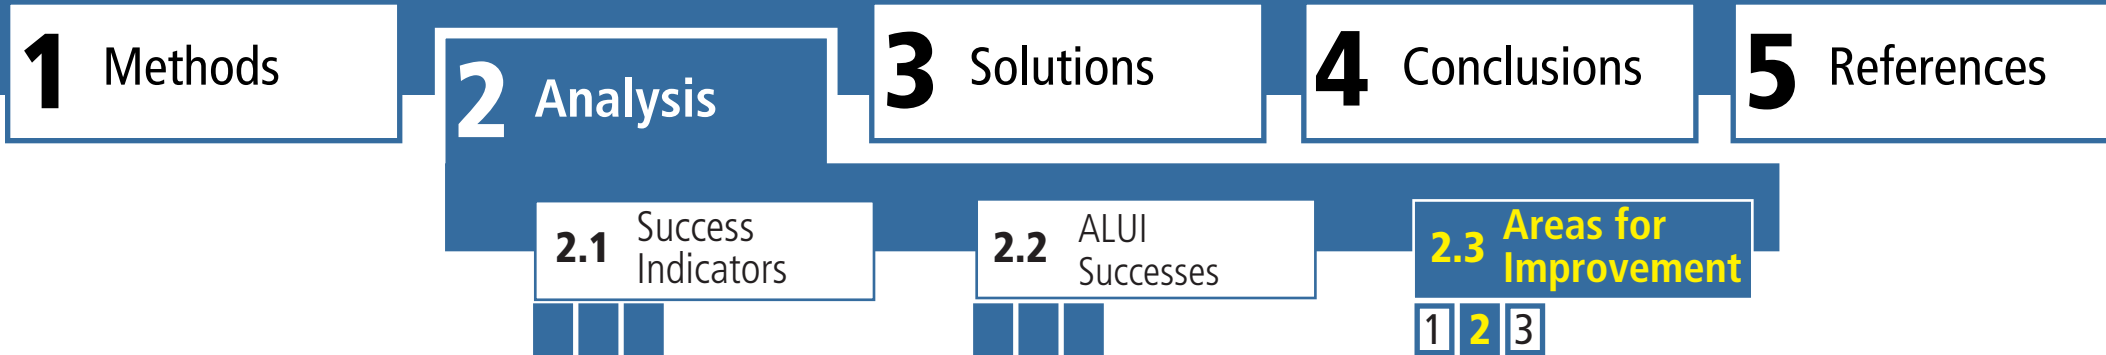 1 Methods
2 Analysis
3 Solutions
4 Conclusions
5 References
2.1 Success
Indicators
2.2 ALUI
Successes
2.3 Areas for
Improvement
1 2 3